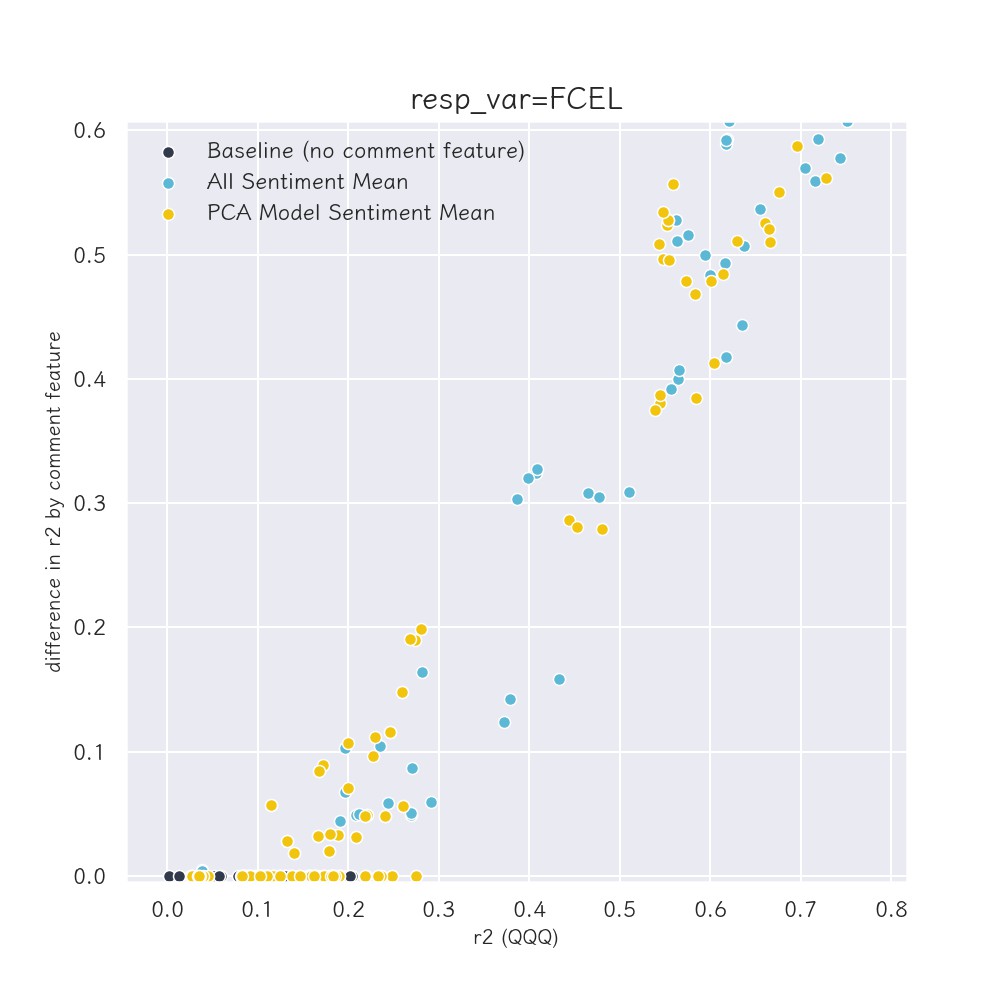 resp_var=FCEL
Baseline (no comment feature)
All Sentiment Mean
PCA Model Sentiment Mean
difference in r2 by comment feature
0.6
0.5
0.4
0.3
0.2
0.1
0.0
0.0 0.1 0.2 0.3 0.4 0.5 0.6 0.7 0.8
r2 (QQQ)